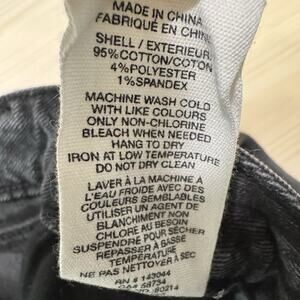 MADE IN CHINA
FABRIQUÉ EN CHINE
SHELL / EXTERIEUR
95%COTTON/COTON
4%POLYESTER
1%SPANDEX
MACHINE WASH COLD
WITH LIKE COLOURS
ONLY NON-CHLORINE
BLEACH WHEN NEEDED
HANG TO DRY
IRON AT LOW TEMPERATURE
DO NOT DRY CLEAN
LAVER À LA MACHINE À
L'EAU FROIDE AVEC DES
COULEURS SEMBLABLES
UTILISER UN AGENT DE
BLANCHIMENT NON
CHLORE AU BESOIN
SUSPENDRE POUR SÉCHER
REPASSER À BASSE
TEMPÉRATURE
NE PAS NETTOYER À SEC
RN # 143044
CA# 58734